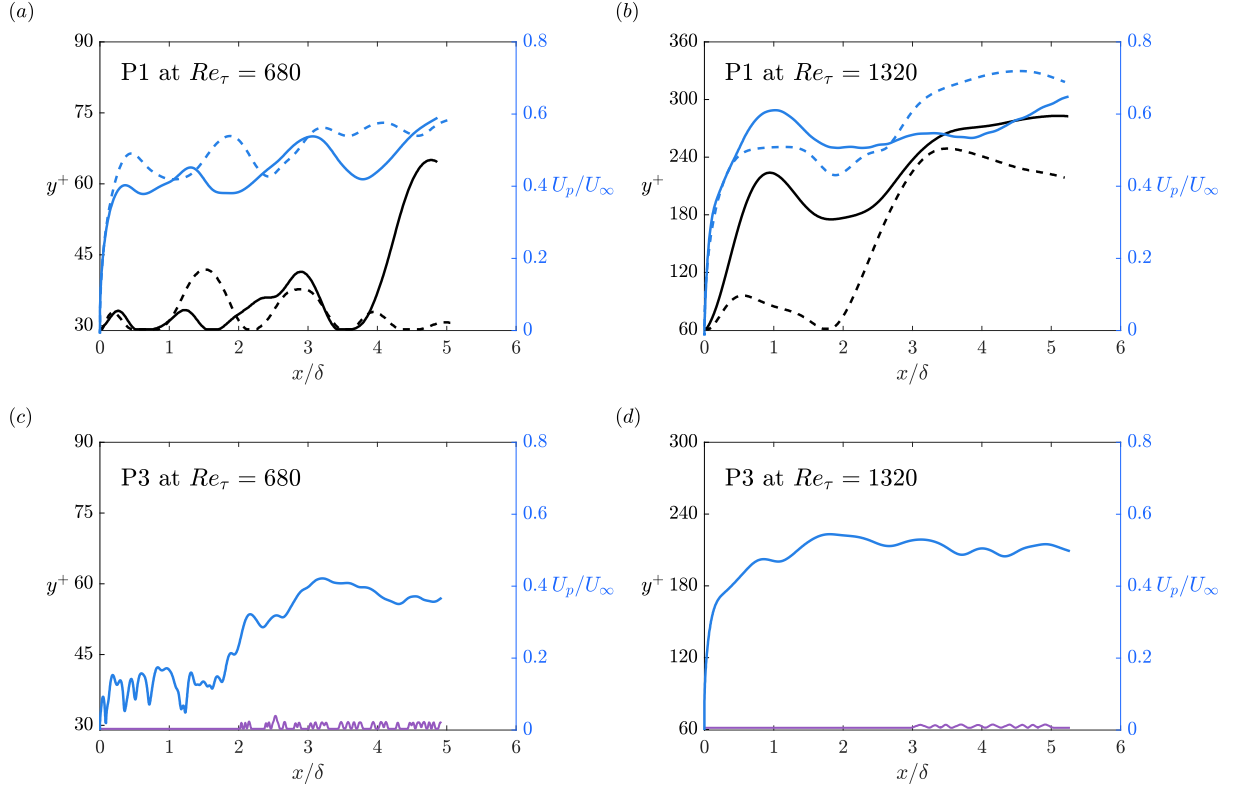 (a)
P1 at Re_τ = 680
90
75
60
45
30
y⁺
0.8
0.6
0.4
0.2
0
U_p/U_∞
0 1 2 3 4 5 6
x/δ
(b)
P1 at Re_τ = 1320
360
300
240
180
120
60
y⁺
0.8
0.6
0.4
0.2
0
U_p/U_∞
0 1 2 3 4 5 6
x/δ
(c)
P3 at Re_τ = 680
90
75
60
45
30
y⁺
0.8
0.6
0.4
0.2
0
U_p/U_∞
0 1 2 3 4 5 6
x/δ
(d)
P3 at Re_τ = 1320
300
240
180
120
60
y⁺
0.8
0.6
0.4
0.2
0
U_p/U_∞
0 1 2 3 4 5 6
x/δ